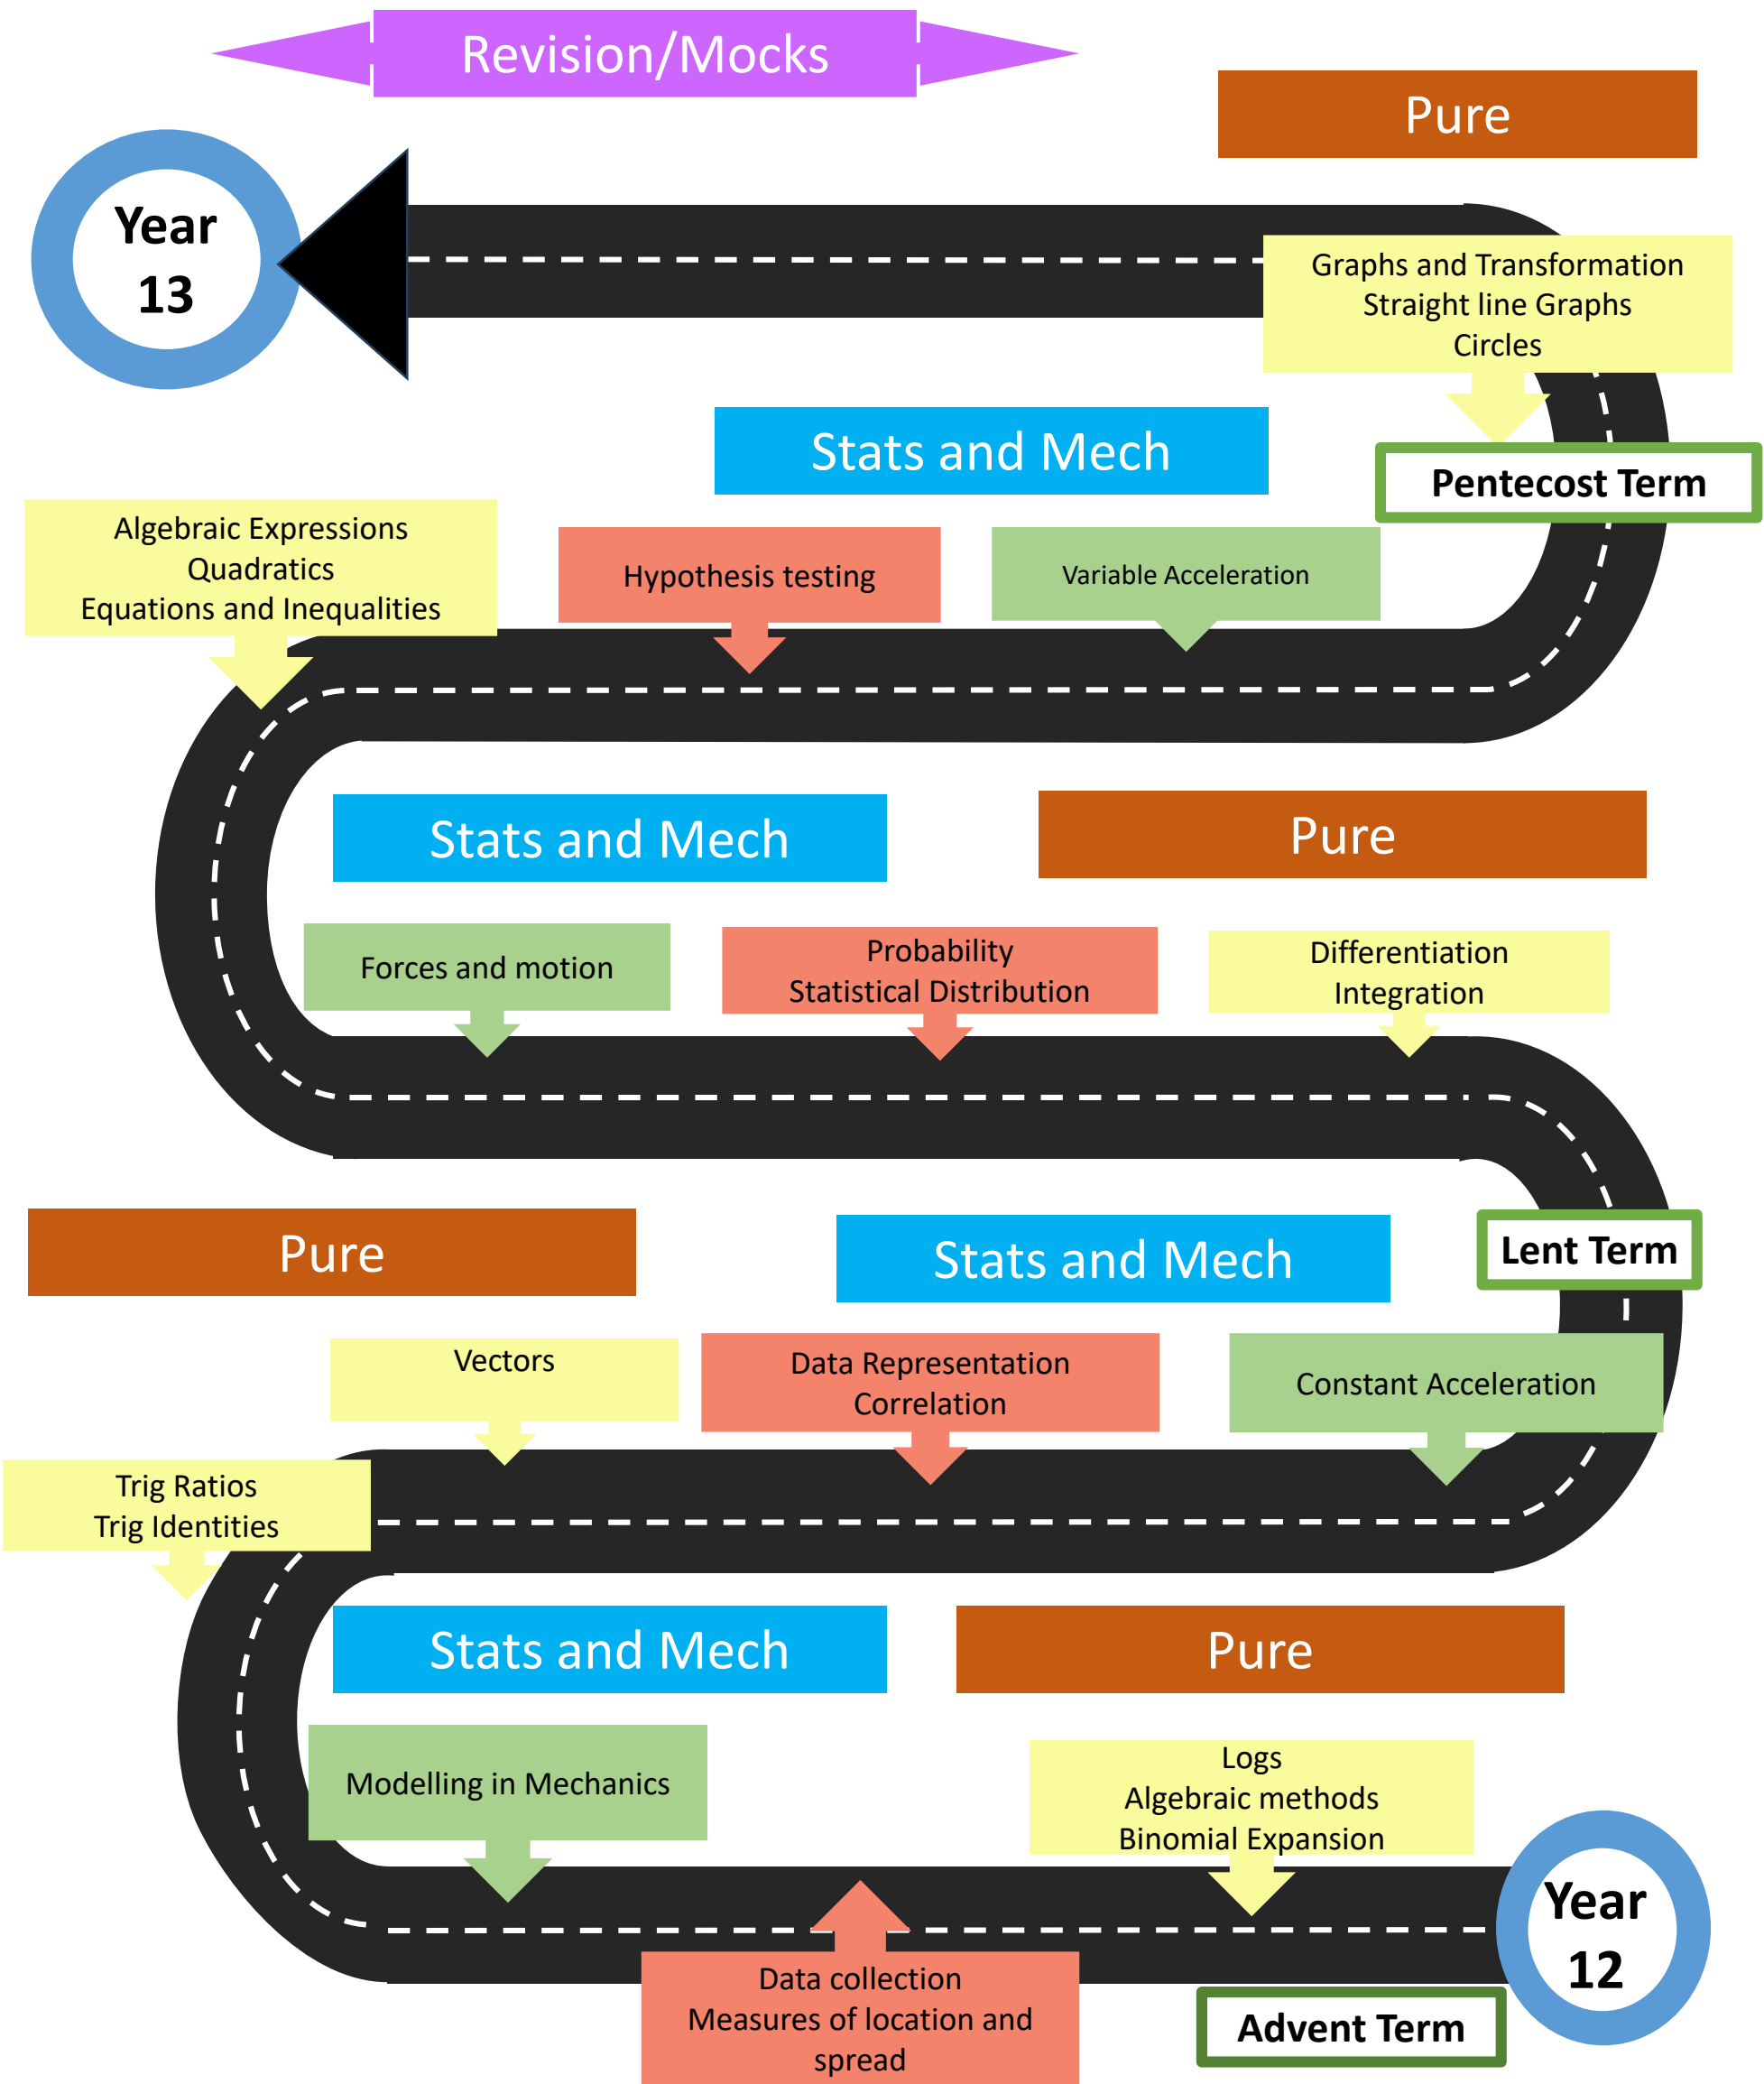 Revision/Mocks
Pure
Year
13
Graphs and Transformation
Straight line Graphs
Circles
Stats and Mech
Pentecost Term
Algebraic Expressions
Quadratics
Equations and Inequalities
Hypothesis testing
Variable Acceleration
Stats and Mech
Pure
Forces and motion
Probability
Statistical Distribution
Differentiation
Integration
Pure
Stats and Mech
Lent Term
Vectors
Data Representation
Correlation
Constant Acceleration
Trig Ratios
Trig Identities
Stats and Mech
Pure
Modelling in Mechanics
Logs
Algebraic methods
Binomial Expansion
Year
12
Data collection
Measures of location and
spread
Advent Term